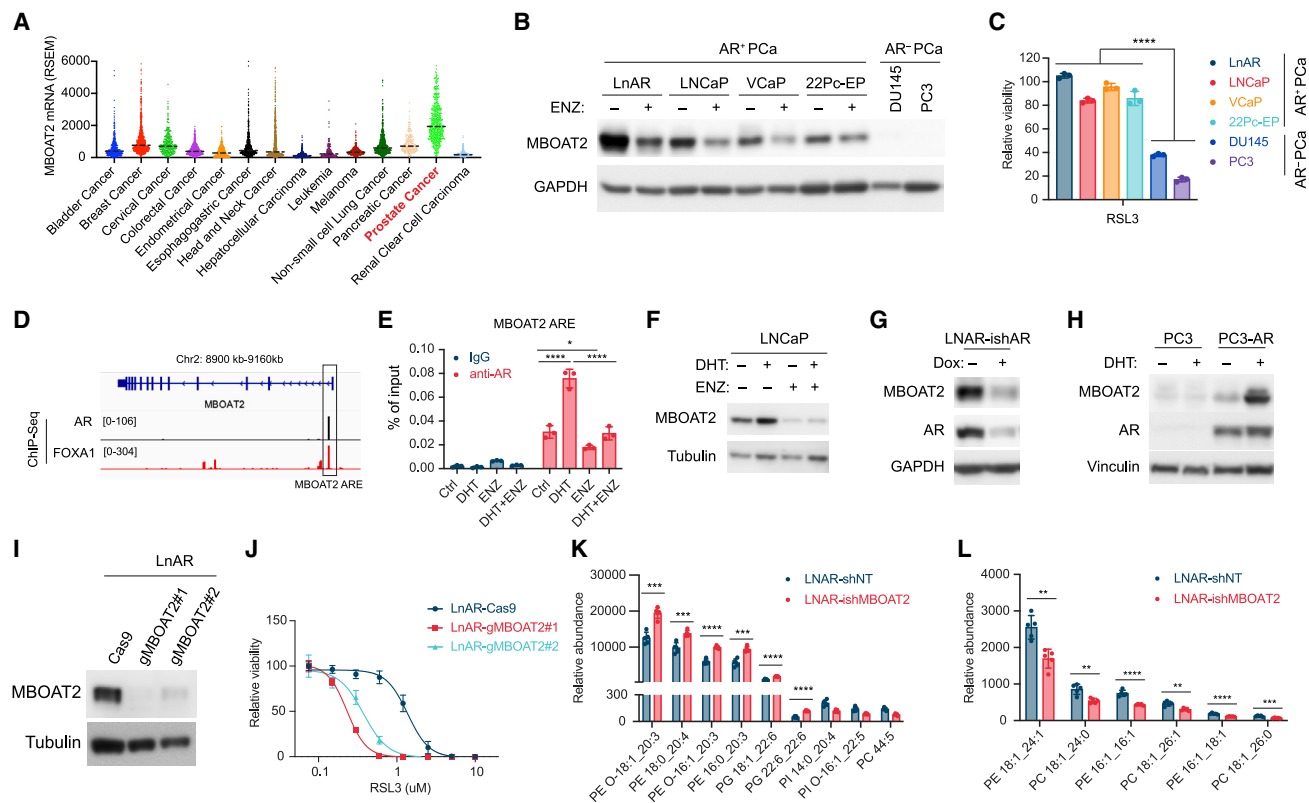 A
MBOAT2 mRNA (RSEM)
6000
4000
2000
0
Bladder Cancer
Breast Cancer
Cervical Cancer
Colorectal Cancer
Endometrical Cancer
Esophagogastric Cancer
Head and Neck Cancer
Hepatocellular Carcinoma
Leukemia
Melanoma
Non-small cell Lung Cancer
Pancreatic Cancer
Prostate Cancer
Renal Clear Cell Carcinoma
B
AR⁺ PCa
AR⁻ PCa
LnAR LNCaP VCaP 22Pc-EP DU145 PC3
ENZ: – + – + – + – +
MBOAT2
GAPDH
C
Relative viability
120
100
80
60
40
20
0
****
RSL3
LnAR
LNCaP
VCaP
22Pc-EP
DU145
PC3
AR⁺ PCa
AR⁻ PCa
D
Chr2: 8900 kb-9160kb
MBOAT2
ChIP-Seq
AR [0-106]
FOXA1 [0-304]
MBOAT2 ARE
E
MBOAT2 ARE
% of input
0.10
0.08
0.06
0.04
0.02
0.00
IgG
anti-AR
*
**** ****
Ctrl
DHT
ENZ
DHT+ENZ
Ctrl
DHT
ENZ
DHT+ENZ
F
LNCaP
DHT: – + – +
ENZ: – – + +
MBOAT2
Tubulin
G
LNAR-ishAR
Dox: – +
MBOAT2
AR
GAPDH
H
PC3 PC3-AR
DHT: – + – +
MBOAT2
AR
Vinculin
I
LnAR
Cas9
gMBOAT2#1
gMBOAT2#2
MBOAT2
Tubulin
J
Relative viability
150
100
50
0
0.1 1 10
RSL3 (uM)
LnAR-Cas9
LnAR-gMBOAT2#1
LnAR-gMBOAT2#2
K
Relative abundance
30000
20000
10000
300
0
LNAR-shNT
LNAR-ishMBOAT2
*** *** **** *** **** ****
PE O-18:1_20:3
PE 18:0_20:4
PE O-16:1_20:3
PE 16:0_20:3
PG 18:1_22:6
PG 22:6_22:6
PI 14:0_20:4
PI O-16:1_22:5
PC 44:5
L
Relative abundance
4000
3000
2000
1000
0
LNAR-shNT
LNAR-ishMBOAT2
** ** **** ** **** ***
PE 18:1_24:1
PC 18:1_24:0
PE 16:1_16:1
PC 18:1_26:1
PE 16:1_18:1
PC 18:1_26:0